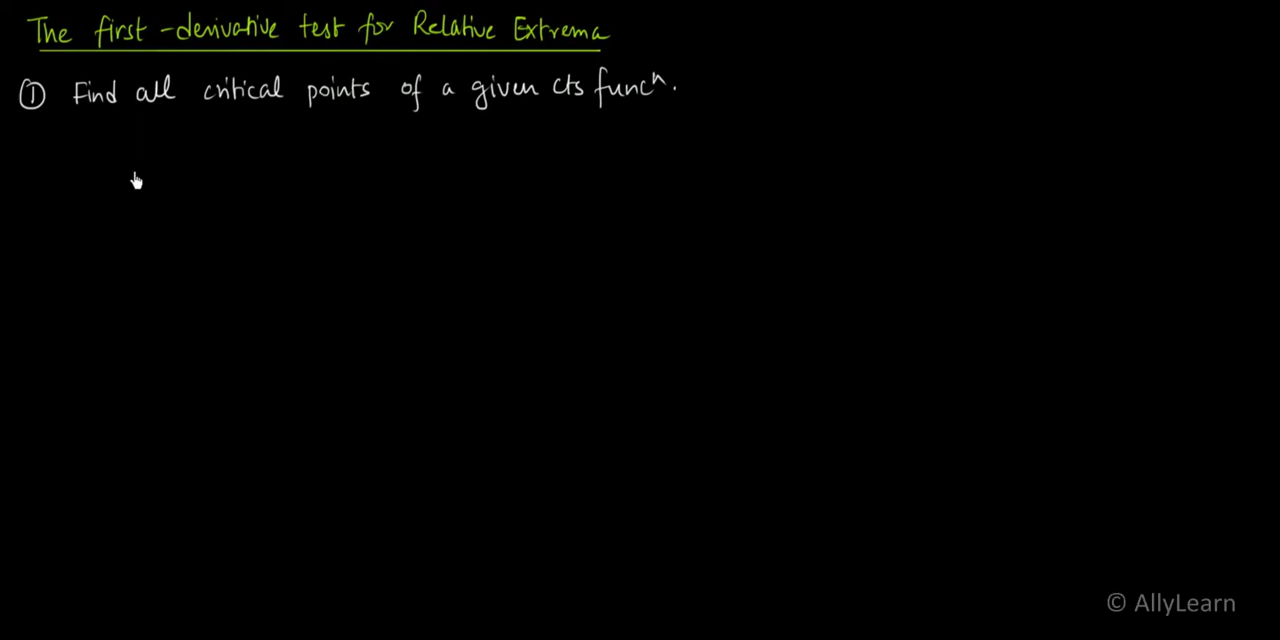 The first-derivative test for Relative Extrema
① Find all critical points of a given cts funcⁿ.
© AllyLearn